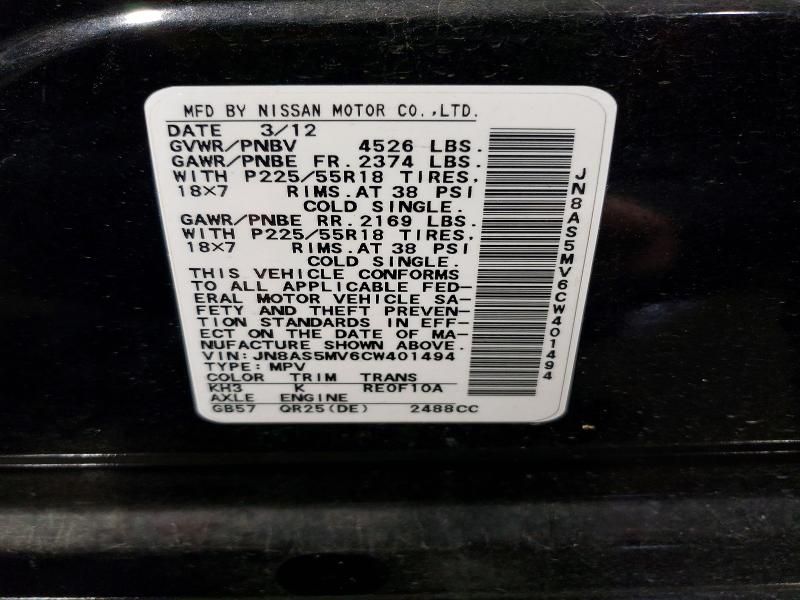 MFD BY NISSAN MOTOR CO.,LTD.
DATE 3/12
GVWR/PNBV 4526 LBS.
GAWR/PNBE FR. 2374 LBS.
WITH P225/55R18 TIRES,
18×7 RIMS.AT 38 PSI
COLD SINGLE.
GAWR/PNBE RR. 2169 LBS.
WITH P225/55R18 TIRES,
18×7 RIMS.AT 38 PSI
COLD SINGLE.
THIS VEHICLE CONFORMS
TO ALL APPLICABLE FED-
ERAL MOTOR VEHICLE SA-
FETY AND THEFT PREVEN-
TION STANDARDS IN EFF-
ECT ON THE DATE OF MA-
NUFACTURE SHOWN ABOVE.
VIN: JN8AS5MV6CW401494
TYPE: MPV
COLOR TRIM TRANS
KH3 K RE0F10A
AXLE ENGINE
GB57 QR25(DE) 2488CC
JN8AS5MV6CW401494